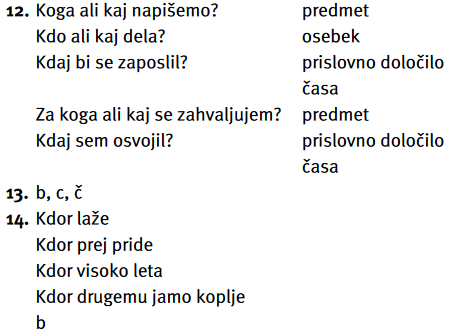 12. Koga ali kaj napišemo? predmet
Kdo ali kaj dela? osebek
Kdaj bi se zaposlil? prislovno določilo
časa
Za koga ali kaj se zahvaljujem? predmet
Kdaj sem osvojil? prislovno določilo
časa
13. b, c, č
14. Kdor laže
Kdor prej pride
Kdor visoko leta
Kdor drugemu jamo koplje
b